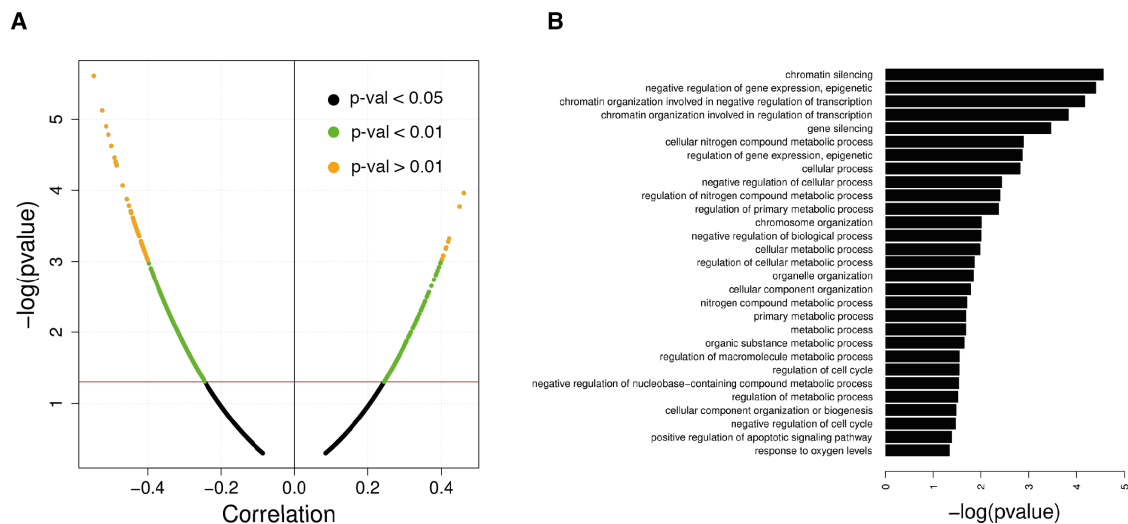 A
B
p-val < 0.05
p-val < 0.01
p-val > 0.01
5
4
3
2
1
−log(pvalue)
−0.4
−0.2
0.0
0.2
0.4
Correlation
chromatin silencing
negative regulation of gene expression, epigenetic
chromatin organization involved in negative regulation of transcription
chromatin organization involved in regulation of transcription
gene silencing
cellular nitrogen compound metabolic process
regulation of gene expression, epigenetic
cellular process
negative regulation of cellular process
regulation of nitrogen compound metabolic process
regulation of primary metabolic process
chromosome organization
negative regulation of biological process
cellular metabolic process
regulation of cellular metabolic process
organelle organization
cellular component organization
nitrogen compound metabolic process
primary metabolic process
metabolic process
organic substance metabolic process
regulation of macromolecule metabolic process
regulation of cell cycle
negative regulation of nucleobase−containing compound metabolic process
regulation of metabolic process
cellular component organization or biogenesis
negative regulation of cell cycle
positive regulation of apoptotic signaling pathway
response to oxygen levels
0
1
2
3
4
5
−log(pvalue)